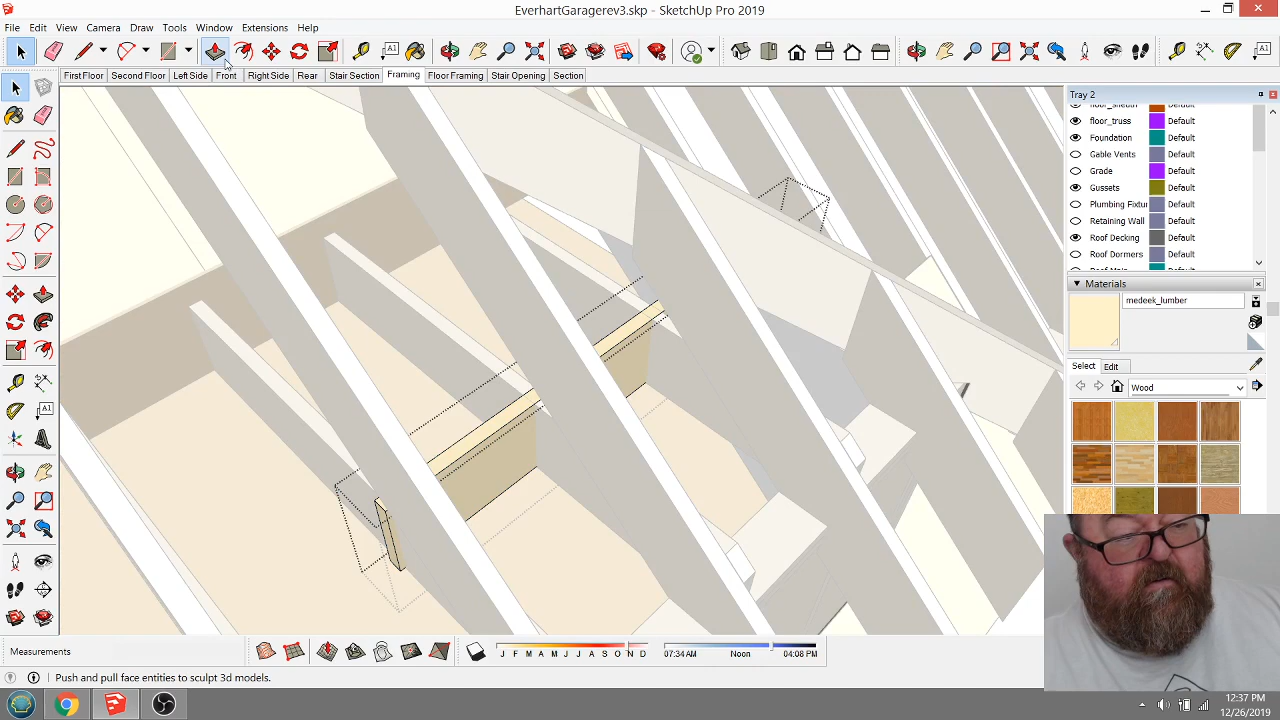 EverhartGaragerev3.skp - SketchUp Pro 2019
File Edit View Camera Draw Tools Window Extensions Help
First Floor Second Floor Left Side Front Right Side Rear Stair Section Framing Floor Framing Stair Opening Section
Tray 2
floor_sheath Default
floor_truss Default
Foundation Default
Gable Vents Default
Grade Default
Gussets Default
Plumbing Fixtu Default
Retaining Wall Default
Roof Decking Default
Roof Dormers Default
Materials
medeek_lumber
Select Edit
Wood
Measurements
J F M A M J J A S O N D
07:34 AM Noon 04:08 PM
Push and pull face entities to sculpt 3d models.
12:37 PM
12/26/2019